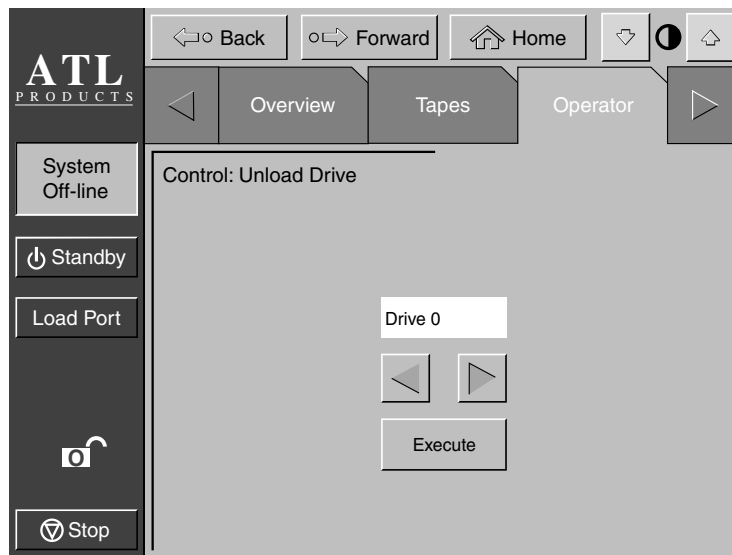 Back
Forward
Home
ATL
PRODUCTS
Overview
Tapes
Operator
System
Off-line
Control: Unload Drive
Standby
Load Port
Drive 0
Execute
O
Stop